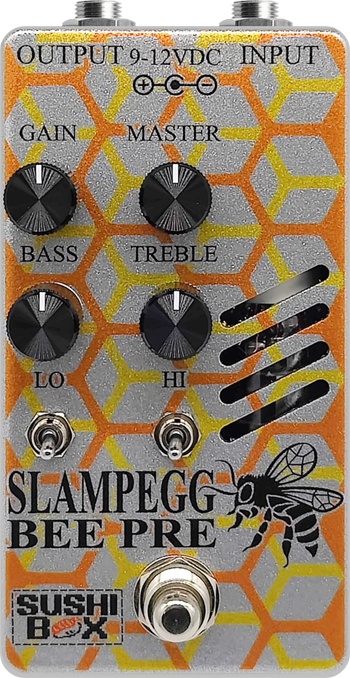 OUTPUT 9-12VDC INPUT
+ -
GAIN MASTER
BASS TREBLE
LO HI
SLAMPEGG
BEE PRE
SUSHI
BOX